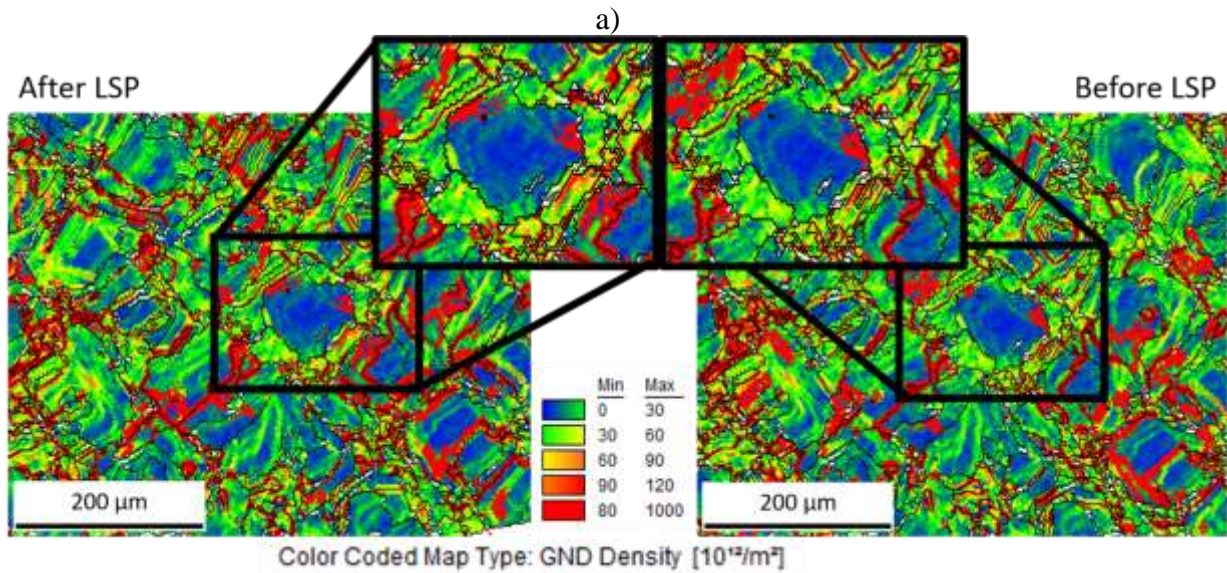 a)
After LSP
Before LSP
Min Max
0 30
30 60
60 90
90 120
80 1000
200 µm
200 µm
Color Coded Map Type: GND Density [10¹²/m²]